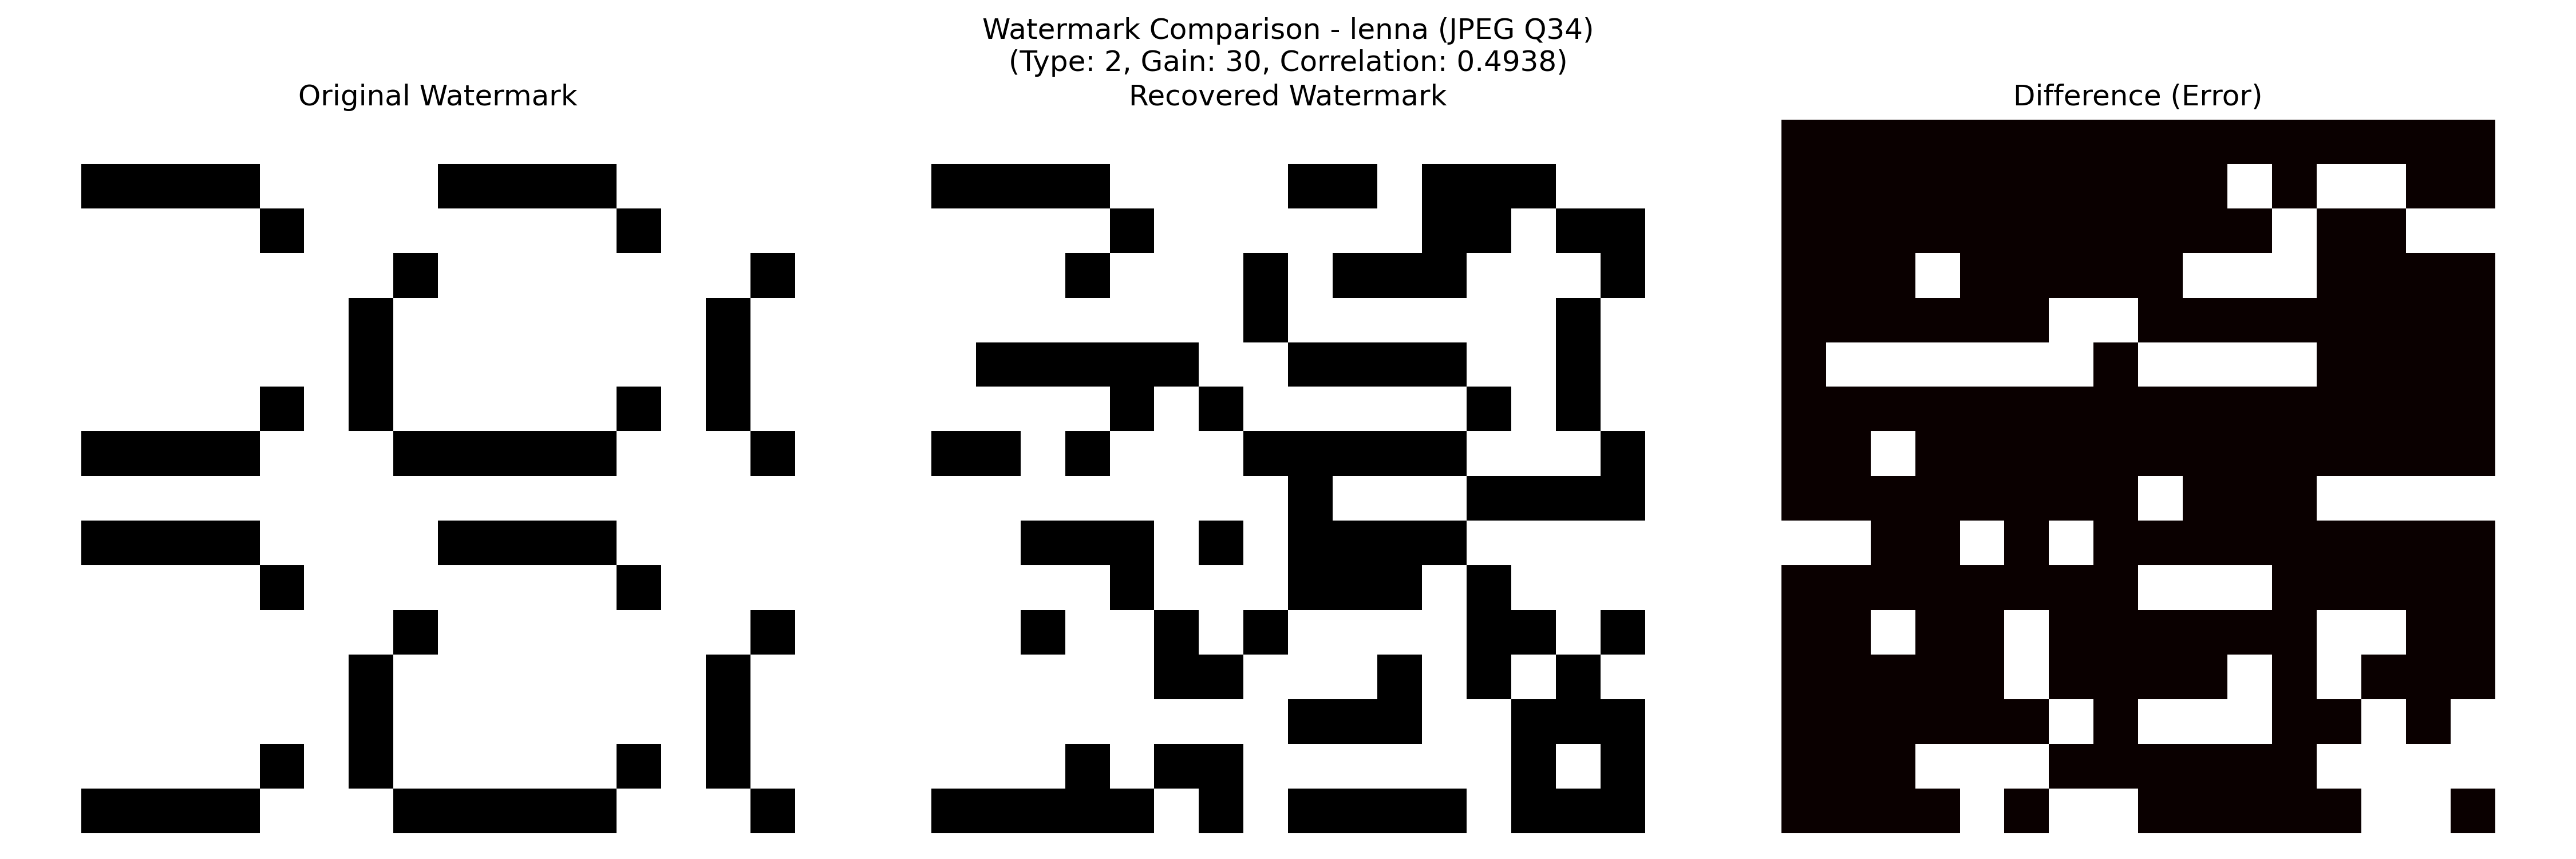 Watermark Comparison - lenna (JPEG Q34)
(Type: 2, Gain: 30, Correlation: 0.4938)
Original Watermark
Recovered Watermark
Difference (Error)